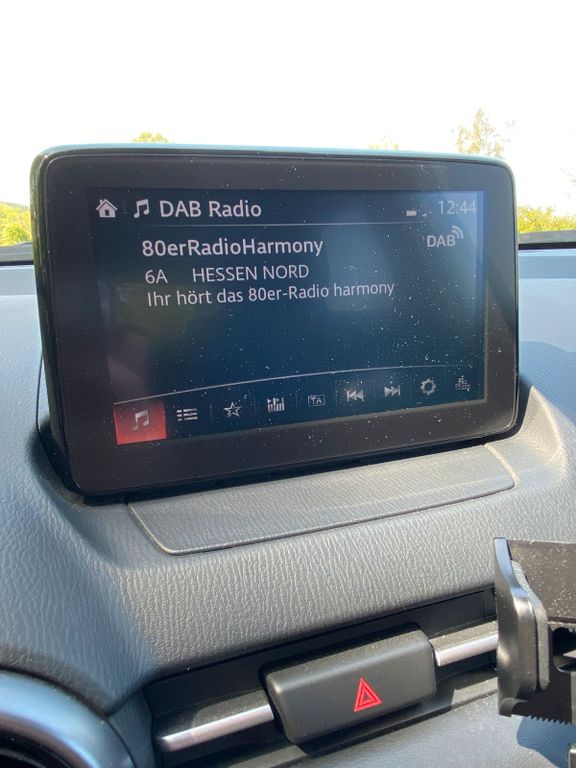 DAB Radio 12:44
80erRadioHarmony DAB
6A HESSEN NORD
Ihr hört das 80er-Radio harmony
TA